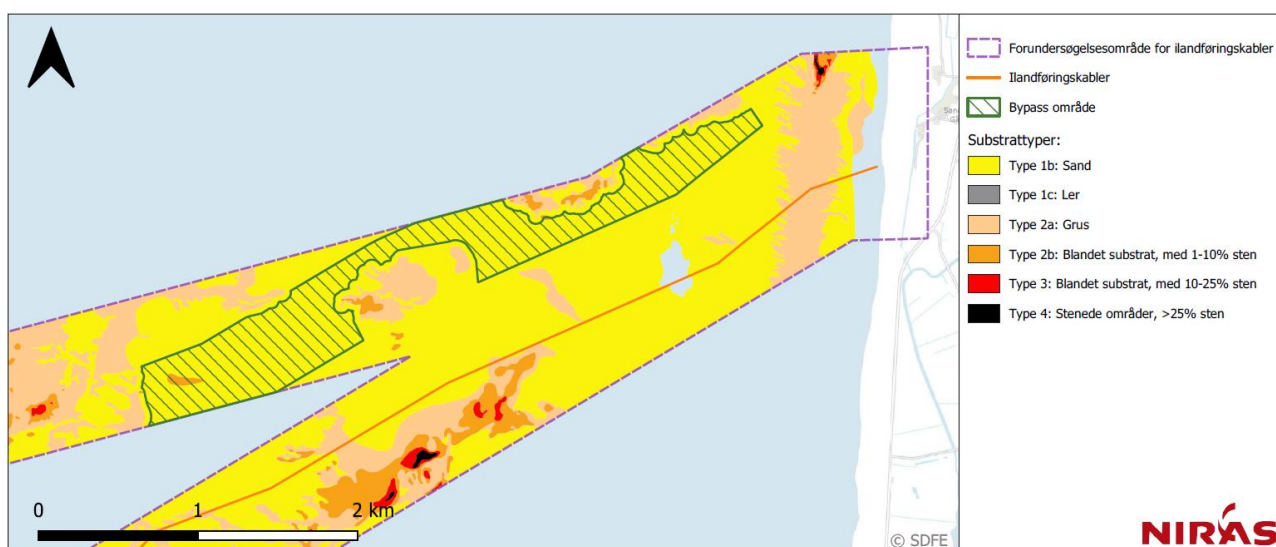 Forundersøgelsesområde for ilandføringskabler
Ilandføringskabler
Bypass område
Substrattyper:
Type 1b: Sand
Type 1c: Ler
Type 2a: Grus
Type 2b: Blandet substrat, med 1-10% sten
Type 3: Blandet substrat, med 10-25% sten
Type 4: Stenede områder, >25% sten
0 1 2 km
© SDFE
NIRAS